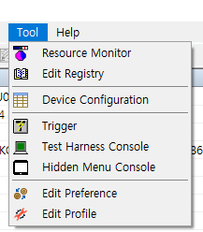 Tool Help
Resource Monitor
Edit Registry
Device Configuration
Trigger
Test Harness Console
Hidden Menu Console
Edit Preference
Edit Profile